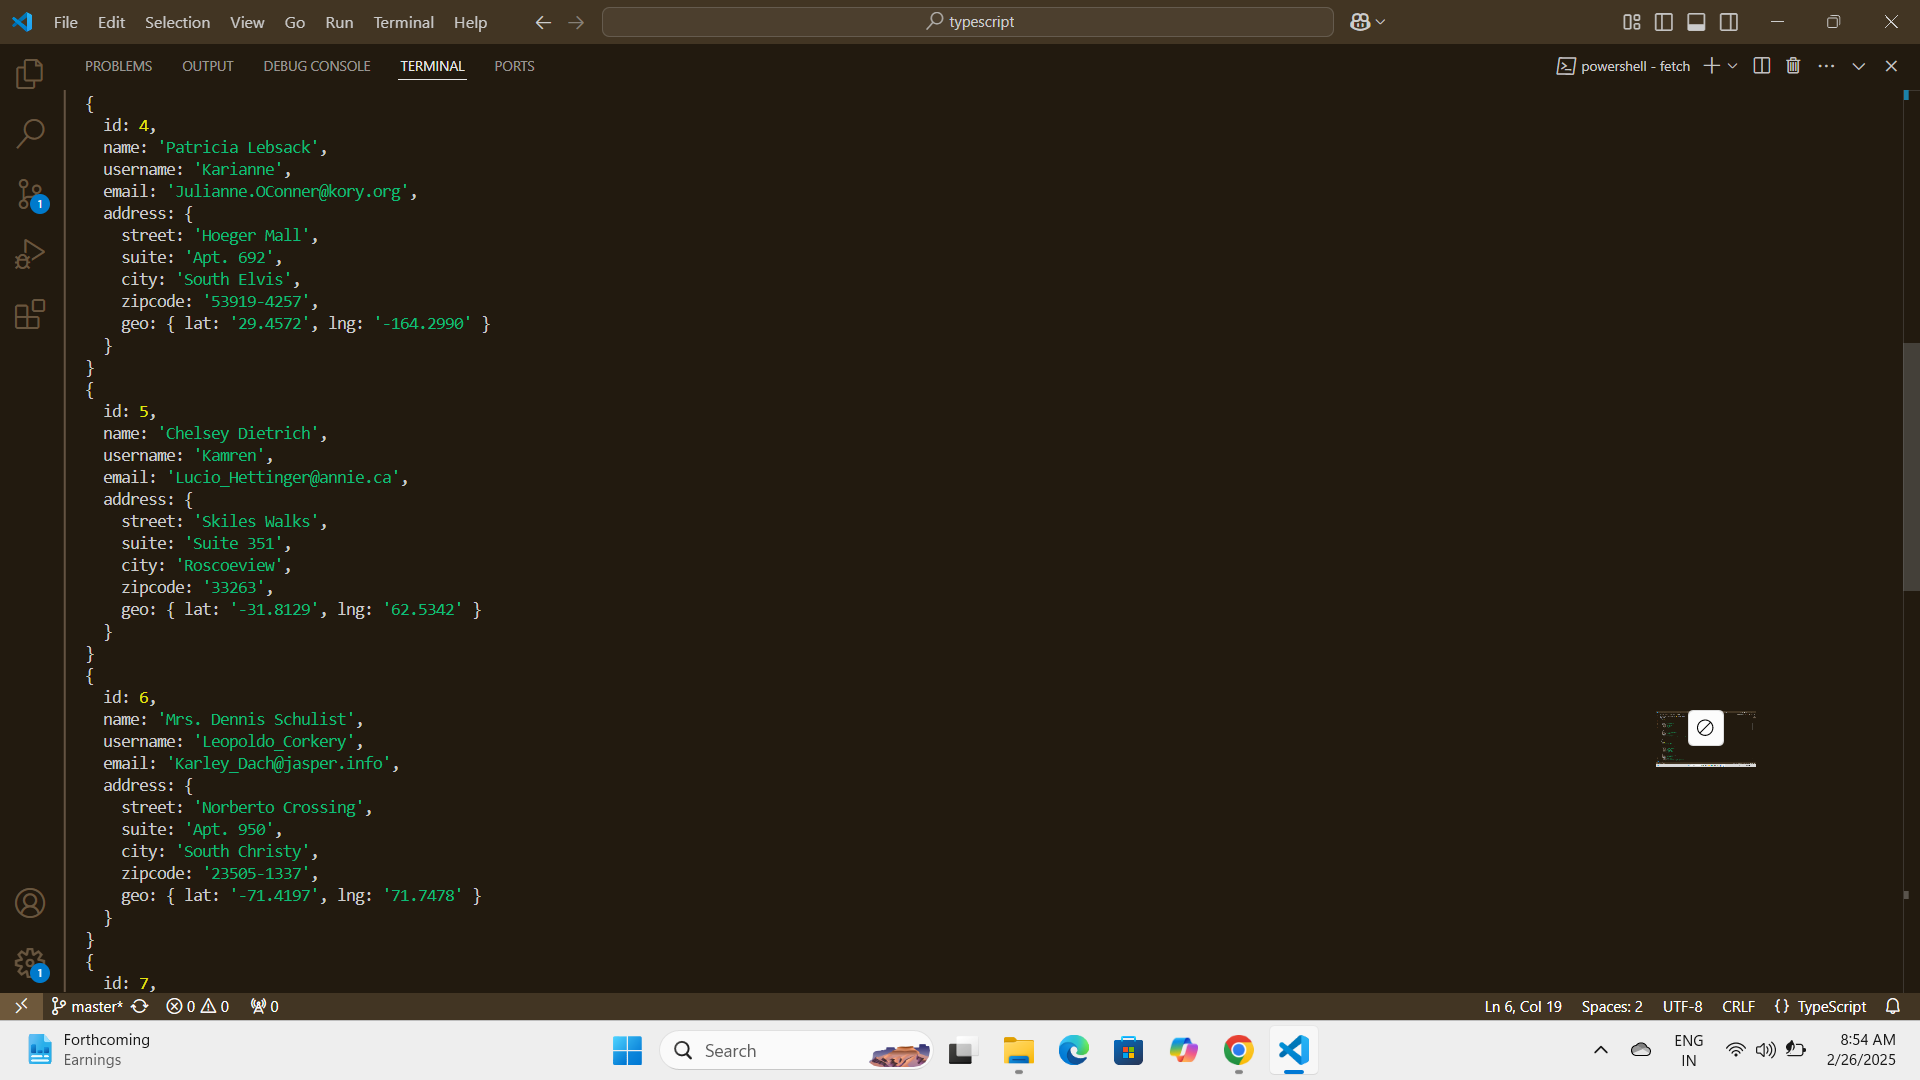 File Edit Selection View Go Run Terminal Help
typescript
PROBLEMS OUTPUT DEBUG CONSOLE TERMINAL PORTS
powershell - fetch
{
id: 4,
name: 'Patricia Lebsack',
username: 'Karianne',
email: 'Julianne.OConner@kory.org',
address: {
street: 'Hoeger Mall',
suite: 'Apt. 692',
city: 'South Elvis',
zipcode: '53919-4257',
geo: { lat: '29.4572', lng: '-164.2990' }
}
}
{
id: 5,
name: 'Chelsey Dietrich',
username: 'Kamren',
email: 'Lucio_Hettinger@annie.ca',
address: {
street: 'Skiles Walks',
suite: 'Suite 351',
city: 'Roscoeview',
zipcode: '33263',
geo: { lat: '-31.8129', lng: '62.5342' }
}
}
{
id: 6,
name: 'Mrs. Dennis Schulist',
username: 'Leopoldo_Corkery',
email: 'Karley_Dach@jasper.info',
address: {
street: 'Norberto Crossing',
suite: 'Apt. 950',
city: 'South Christy',
zipcode: '23505-1337',
geo: { lat: '-71.4197', lng: '71.7478' }
}
}
{
id: 7,
1
1
master* 0 0 0
Ln 6, Col 19 Spaces: 2 UTF-8 CRLF {} TypeScript
Forthcoming
Earnings
Search
ENG
IN
8:54 AM
2/26/2025